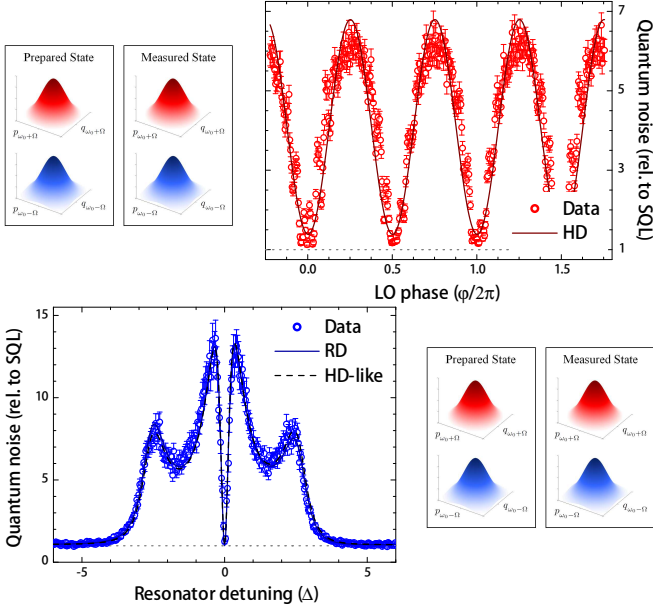 Prepared State
Measured State
p_{ω₀+Ω}
q_{ω₀+Ω}
p_{ω₀+Ω}
q_{ω₀+Ω}
p_{ω₀−Ω}
q_{ω₀−Ω}
p_{ω₀−Ω}
q_{ω₀−Ω}
7
5
3
1
Quantum noise (rel. to SQL)
Data
HD
0.0
0.5
1.0
1.5
LO phase (φ/2π)
15
10
5
0
Quantum noise (rel. to SQL)
Data
RD
HD-like
-5
0
5
Resonator detuning (Δ)
Prepared State
Measured State
p_{ω₀+Ω}
q_{ω₀+Ω}
p_{ω₀+Ω}
q_{ω₀+Ω}
p_{ω₀−Ω}
q_{ω₀−Ω}
p_{ω₀−Ω}
q_{ω₀−Ω}